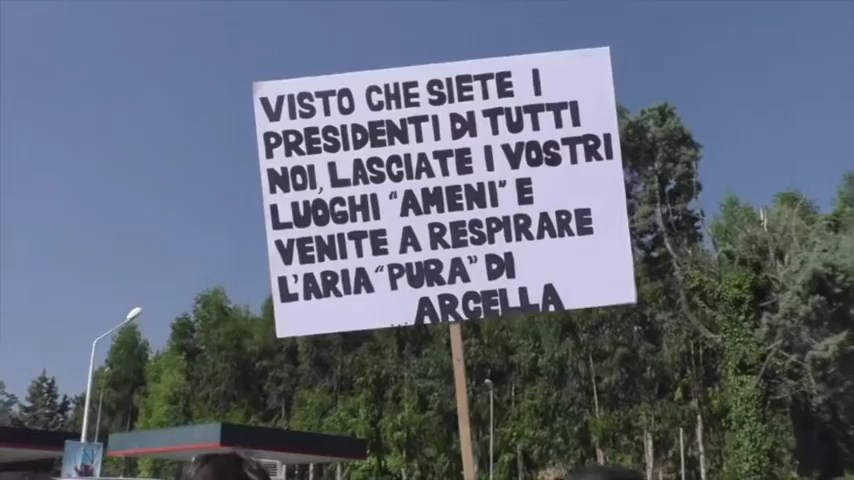 VISTO CHE SIETE I
PRESIDENTI DI TUTTI
NOI, LASCIATE I VOSTRI
LUOGHI "AMENI" E
VENITE A RESPIRARE
L'ARIA "PURA" DI
... ARCELLA